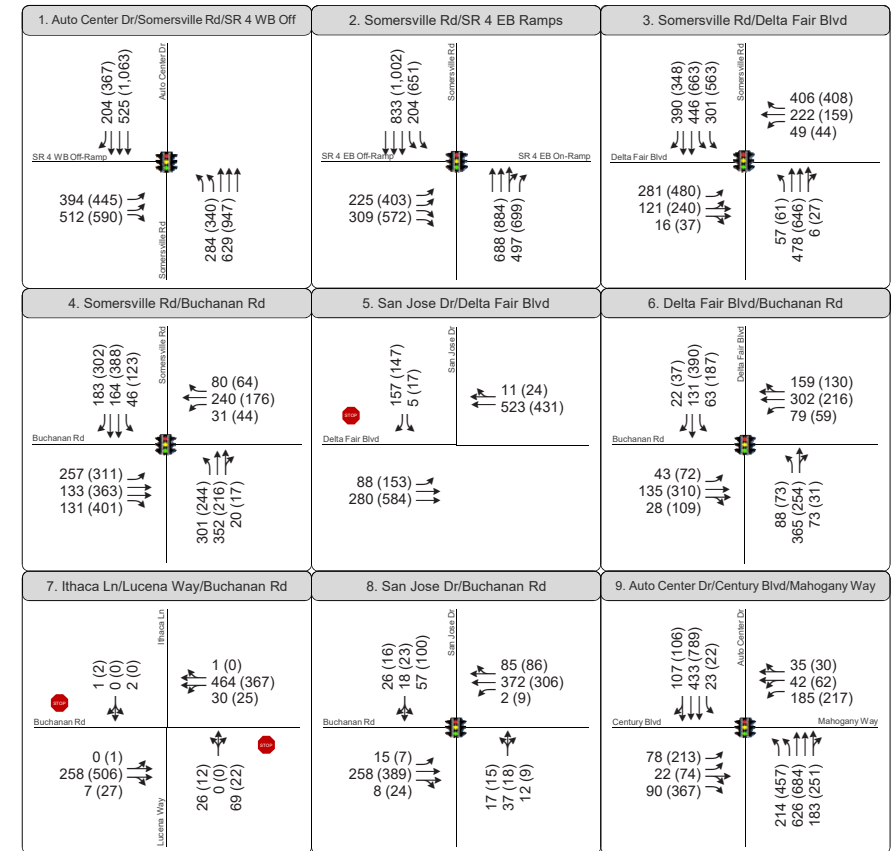 1. Auto Center Dr/Somersville Rd/SR 4 WB Off
204 (367)
525 (1,063)
Auto Center Dr
SR 4 WB Off-Ramp
394 (445)
512 (590)
Somersville Rd
284 (340)
629 (947)
2. Somersville Rd/SR 4 EB Ramps
833 (1,002)
204 (651)
Somersville Rd
SR 4 EB Off-Ramp
SR 4 EB On-Ramp
225 (403)
309 (572)
688 (884)
497 (699)
3. Somersville Rd/Delta Fair Blvd
390 (348)
446 (663)
301 (563)
Somersville Rd
406 (408)
222 (159)
49 (44)
Delta Fair Blvd
281 (480)
121 (240)
16 (37)
57 (61)
478 (646)
6 (27)
4. Somersville Rd/Buchanan Rd
183 (302)
164 (388)
46 (123)
Somersville Rd
80 (64)
240 (176)
31 (44)
Buchanan Rd
257 (311)
133 (363)
131 (401)
301 (244)
352 (216)
20 (17)
5. San Jose Dr/Delta Fair Blvd
157 (147)
5 (17)
San Jose Dr
11 (24)
523 (431)
STOP
Delta Fair Blvd
88 (153)
280 (584)
6. Delta Fair Blvd/Buchanan Rd
22 (37)
131 (390)
63 (187)
Delta Fair Blvd
159 (130)
302 (216)
79 (59)
Buchanan Rd
43 (72)
135 (310)
28 (109)
88 (73)
365 (254)
73 (31)
7. Ithaca Ln/Lucena Way/Buchanan Rd
1 (2)
0 (0)
2 (0)
Ithaca Ln
1 (0)
464 (367)
30 (25)
STOP
Buchanan Rd
STOP
0 (1)
258 (506)
7 (27)
Lucena Way
26 (12)
0 (0)
69 (22)
8. San Jose Dr/Buchanan Rd
26 (16)
18 (23)
57 (100)
San Jose Dr
85 (86)
372 (306)
2 (9)
Buchanan Rd
15 (7)
258 (389)
8 (24)
17 (15)
37 (18)
12 (9)
9. Auto Center Dr/Century Blvd/Mahogany Way
107 (106)
433 (789)
23 (22)
Auto Center Dr
35 (30)
42 (62)
185 (217)
Century Blvd
Mahogany Way
78 (213)
22 (74)
90 (367)
214 (457)
626 (684)
183 (251)